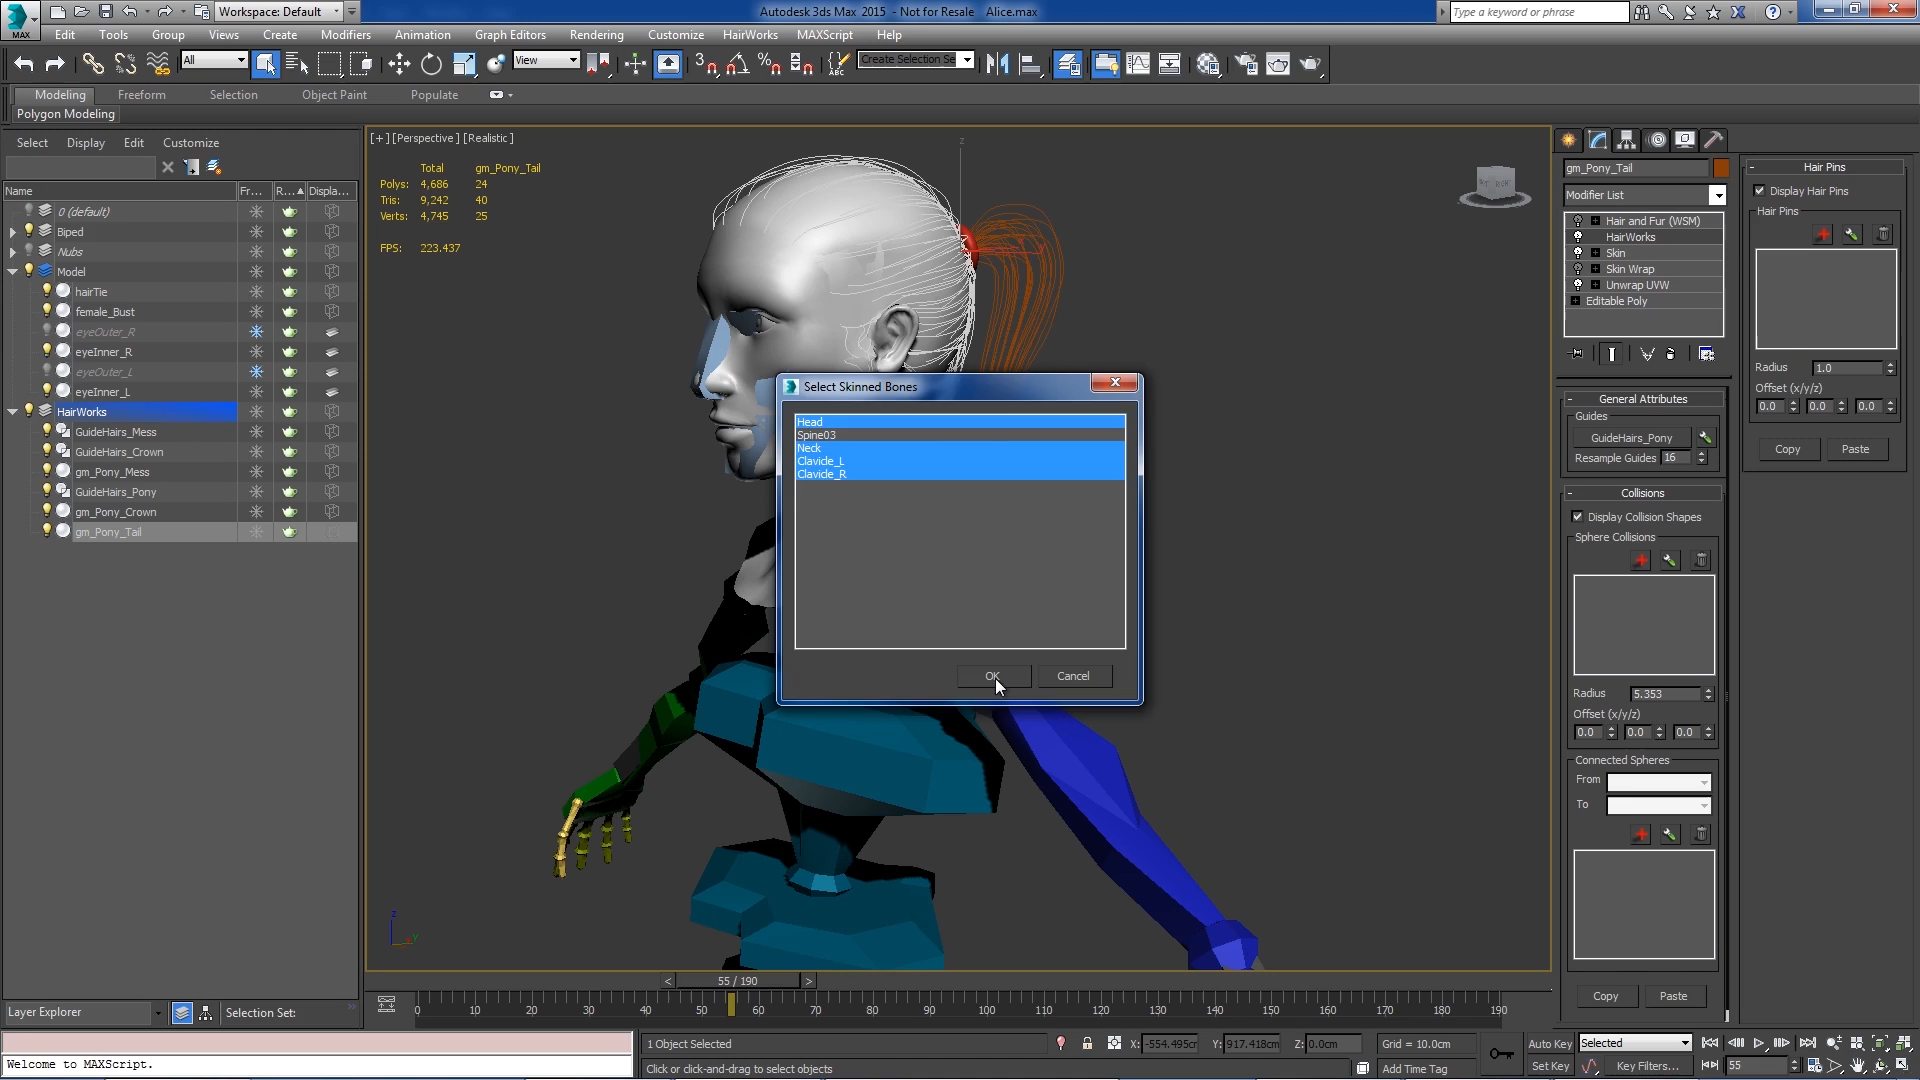 Workspace: Default
Autodesk 3ds Max 2015 - Not for Resale Alice.max
Type a keyword or phrase
MAX
Edit Tools Group Views Create Modifiers Animation Graph Editors Rendering Customize HairWorks MAXScript Help
All
View
Create Selection Se
Modeling Freeform Selection Object Paint Populate
Polygon Modeling
Select Display Edit Customize
Name Fr... R... Displa...
0 (default)
Biped
Nubs
Model
hairTie
female_Bust
eyeOuter_R
eyeInner_R
eyeOuter_L
eyeInner_L
HairWorks
GuideHairs_Mess
GuideHairs_Crown
gm_Pony_Mess
GuideHairs_Pony
gm_Pony_Crown
gm_Pony_Tail
Layer Explorer
Selection Set:
[+] [Perspective] [Realistic]
Total gm_Pony_Tail
Polys: 4,686 24
Tris: 9,242 40
Verts: 4,745 25
FPS: 223.437
z
Select Skinned Bones
Head
Spine03
Neck
Clavicle_L
Clavicle_R
OK Cancel
z
y
gm_Pony_Tail
Modifier List
Hair and Fur (WSM)
HairWorks
Skin
Skin Wrap
Unwrap UVW
Editable Poly
General Attributes
Guides
GuideHairs_Pony
Resample Guides 16
Collisions
Display Collision Shapes
Sphere Collisions
Radius 5.353
Offset (x/y/z)
0.0 0.0 0.0
Connected Spheres
From
To
Copy Paste
Hair Pins
Display Hair Pins
Hair Pins
Radius 1.0
Offset (x/y/z)
0.0 0.0 0.0
Copy Paste
< 55 / 190 >
0 10 20 30 40 50 60 70 80 90 100 110 120 130 140 150 160 170 180 190
Welcome to MAXScript.
1 Object Selected
Click or click-and-drag to select objects
X: -554.495cm Y: 917.418cm Z: 0.0cm
Grid = 10.0cm
Add Time Tag
Auto Key Selected
Set Key Key Filters...
55